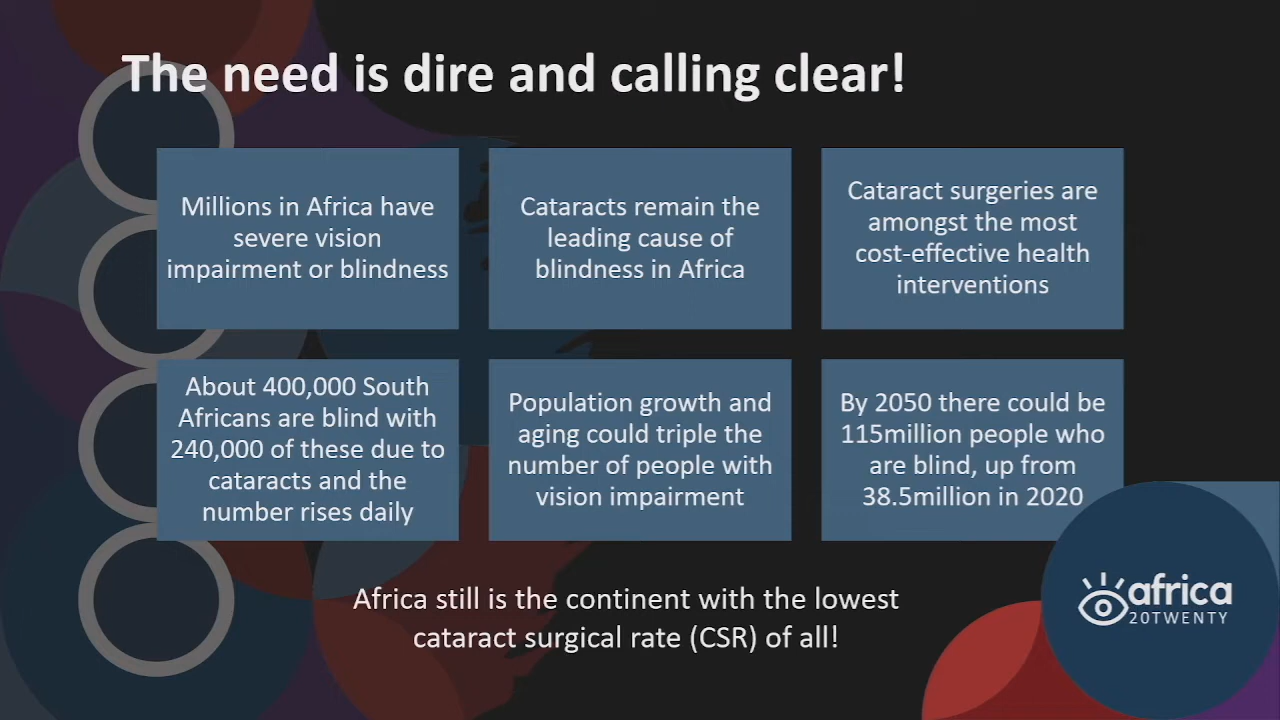 The need is dire and calling clear!
Millions in Africa have
severe vision
impairment or blindness
Cataracts remain the
leading cause of
blindness in Africa
Cataract surgeries are
amongst the most
cost-effective health
interventions
About 400,000 South
Africans are blind with
240,000 of these due to
cataracts and the
number rises daily
Population growth and
aging could triple the
number of people with
vision impairment
By 2050 there could be
115million people who
are blind, up from
38.5million in 2020
Africa still is the continent with the lowest
cataract surgical rate (CSR) of all!
africa
20TWENTY